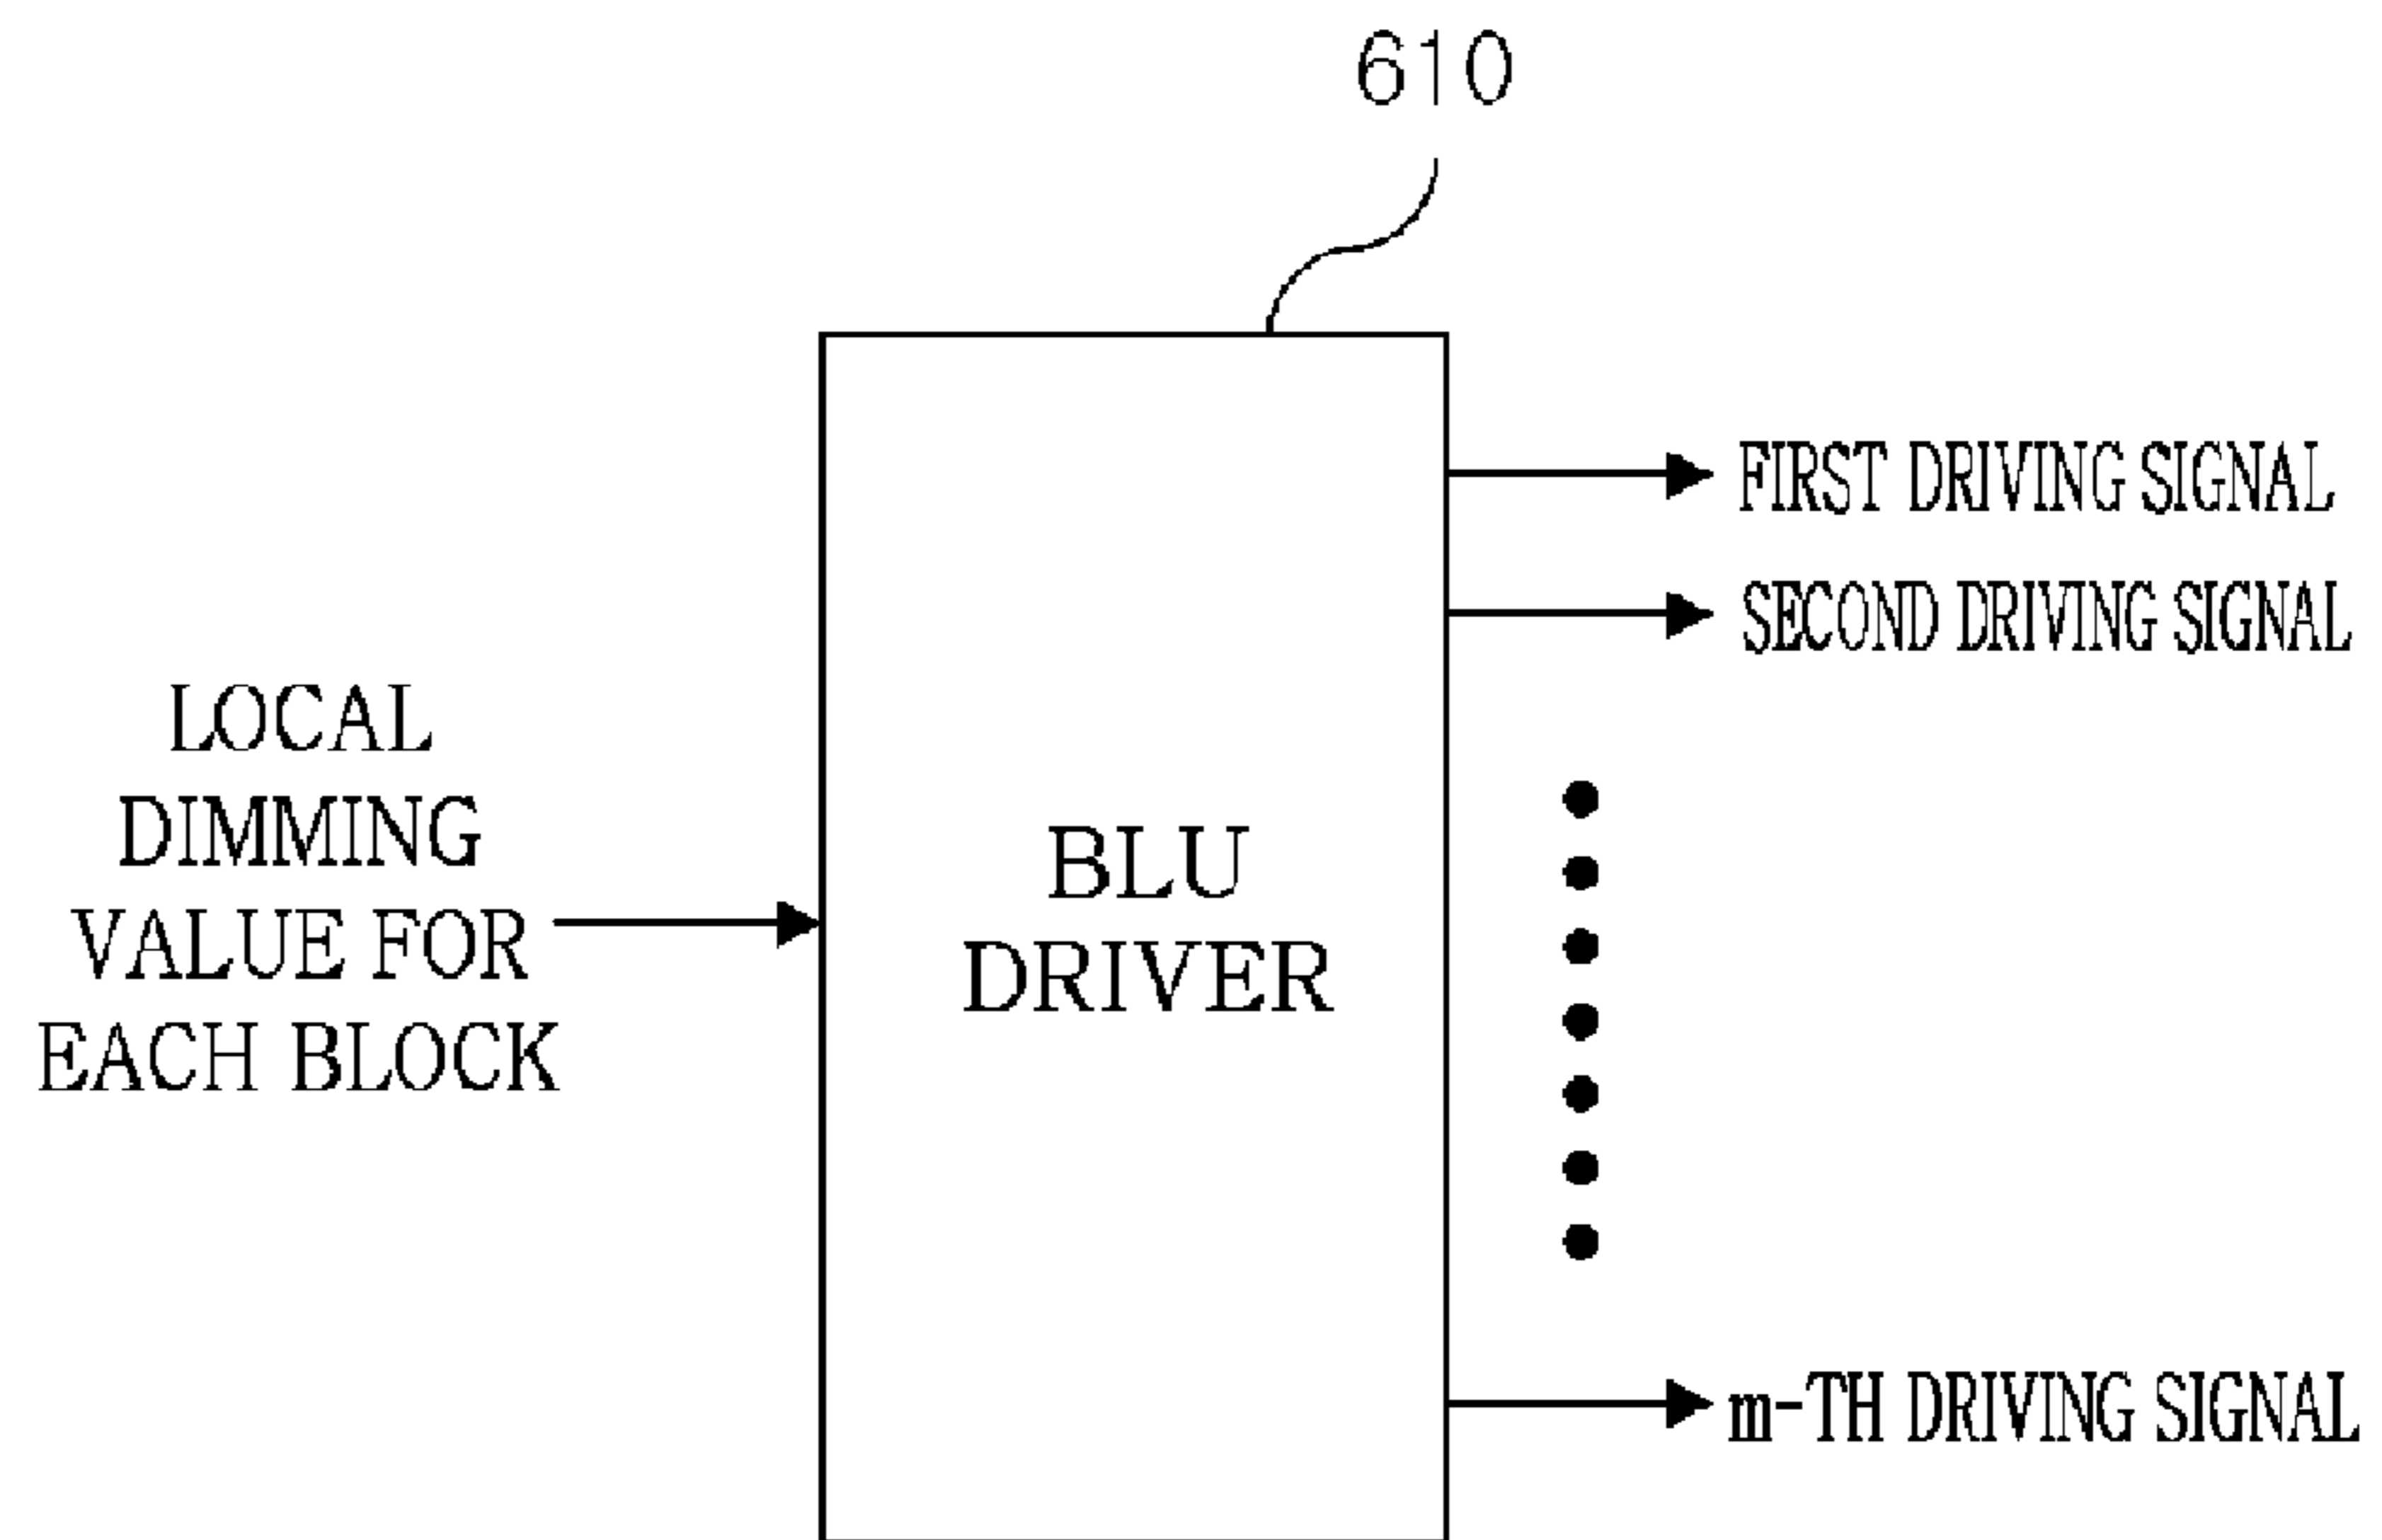 610
FIRST DRIVING SIGNAL
SECOND DRIVING SIGNAL
LOCAL
DIMMING
VALUE FOR
EACH BLOCK
BLU
DRIVER
m-TH DRIVING SIGNAL